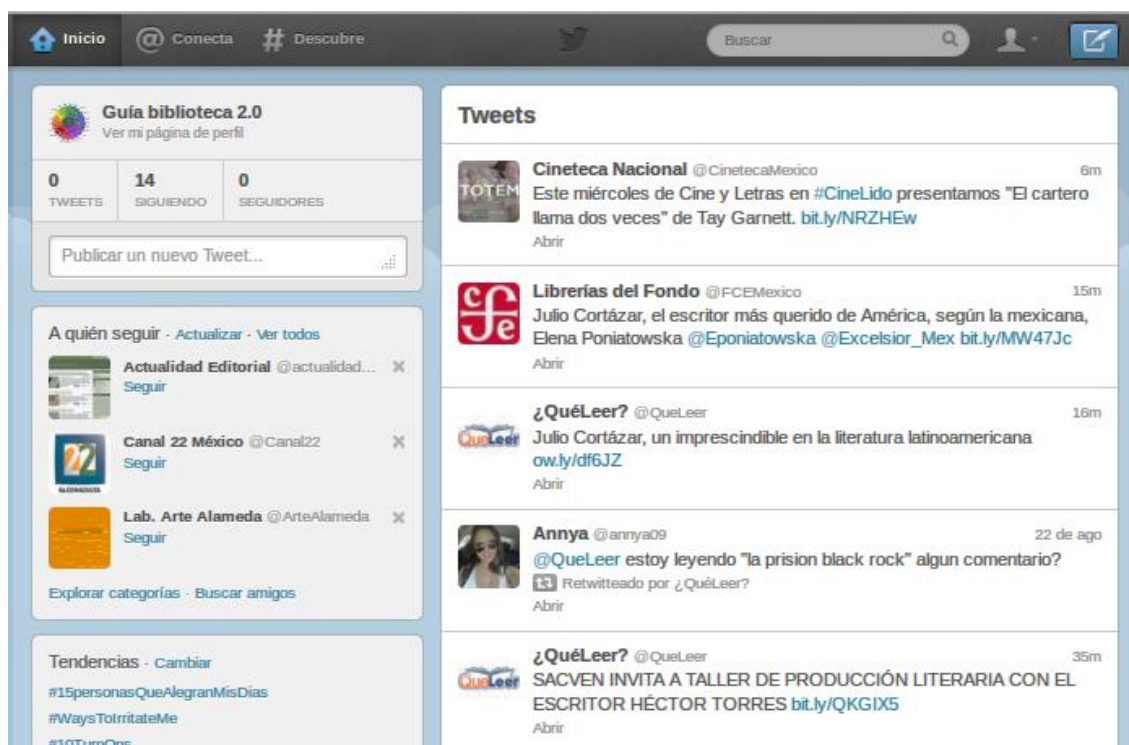 Inicio
Conecta
Descubre
Buscar
Guía biblioteca 2.0
Ver mi página de perfil
0 14 0
TWEETS SIGUIENDO SEGUIDORES
Publicar un nuevo Tweet...
A quién seguir · Actualizar · Ver todos
Actualidad Editorial @actualidad...
Seguir
Canal 22 México @Canal22
Seguir
Lab. Arte Alameda @ArteAlameda
Seguir
Explorar categorías · Buscar amigos
Tendencias · Cambiar
#15personasQueAlegranMisDias
#WaysToIrritateMe
Tweets
TOTEM
Cineteca Nacional @CinetecaMexico 6m
Este miércoles de Cine y Letras en #CineLido presentamos "El cartero
llama dos veces" de Tay Garnett. bit.ly/NRZHEw
Abrir
cfe
Librerías del Fondo @FCEMexico 15m
Julio Cortázar, el escritor más querido de América, según la mexicana,
Elena Poniatowska @Eponiatowska @Excelsior_Mex bit.ly/MW47Jc
Abrir
QueLeer
¿QuéLeer? @QueLeer 16m
Julio Cortázar, un imprescindible en la literatura latinoamericana
ow.ly/df6JZ
Abrir
Annya @annya09 22 de ago
@QueLeer estoy leyendo "la prision black rock" algun comentario?
Retwitteado por ¿QuéLeer?
Abrir
QueLeer
¿QuéLeer? @QueLeer 35m
SACVEN INVITA A TALLER DE PRODUCCIÓN LITERARIA CON EL
ESCRITOR HÉCTOR TORRES bit.ly/QKGIX5
Abrir